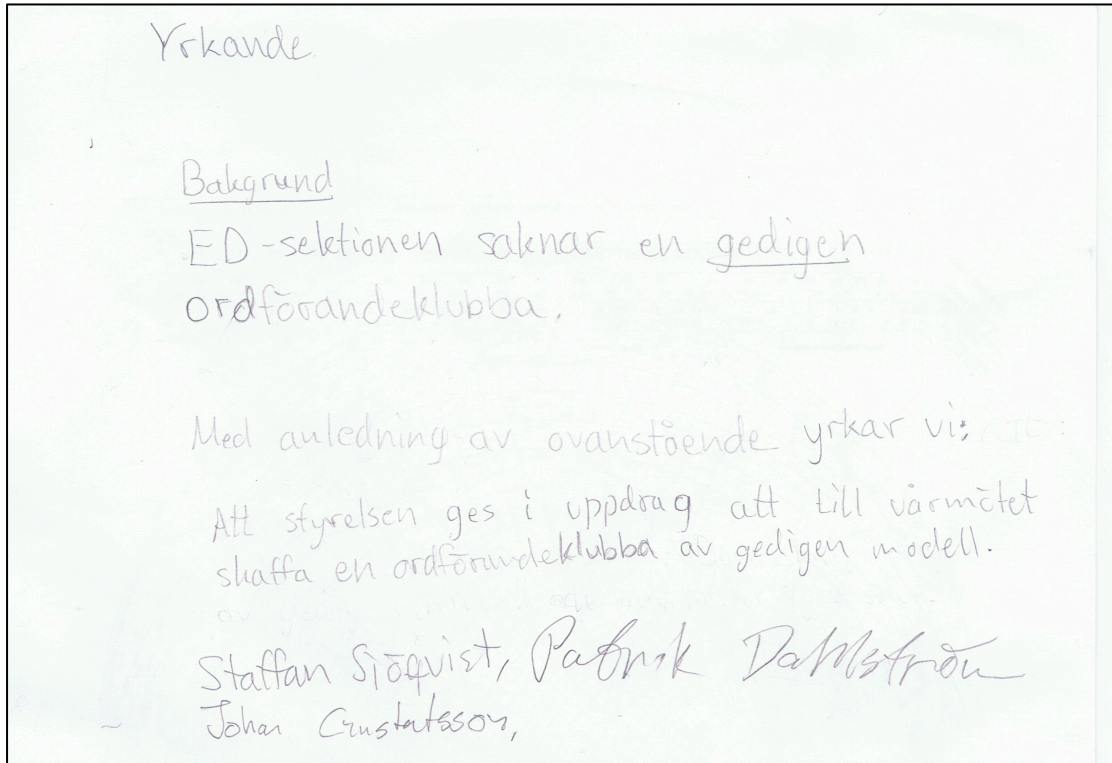 Yrkande
Bakgrund
ED-sektionen saknar en gedigen
ordförandeklubba.
Med anledning av ovanstående yrkar vi:
Att styrelsen ges i uppdrag att till vårmötet
skaffa en ordförandeklubba av gedigen modell.
Staffan Sjöqvist, Patrik Dahlström
Johan Gustafsson,